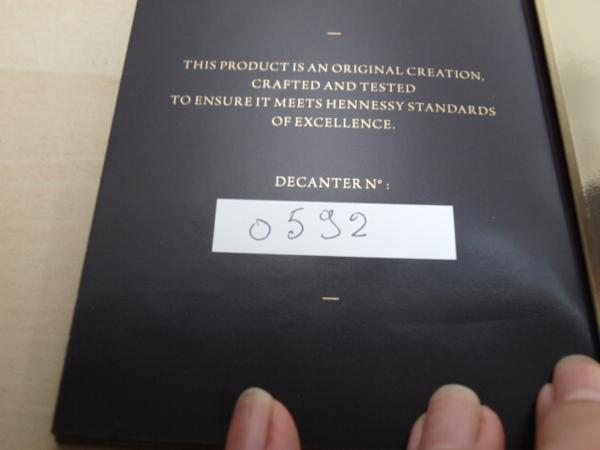 THIS PRODUCT IS AN ORIGINAL CREATION,
CRAFTED AND TESTED
TO ENSURE IT MEETS HENNESSY STANDARDS
OF EXCELLENCE.
DECANTER N° :
0592